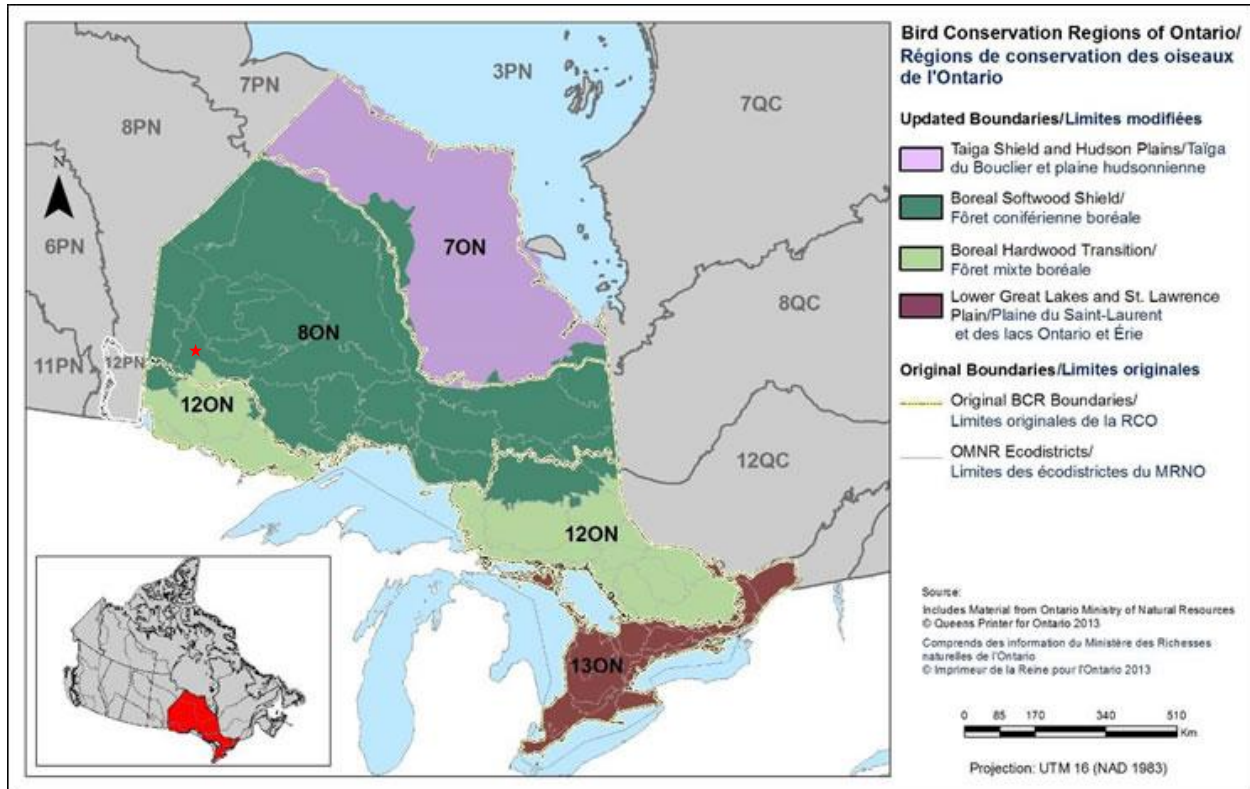 Bird Conservation Regions of Ontario/
Régions de conservation des oiseaux
de l'Ontario
Updated Boundaries/Limites modifiées
Taiga Shield and Hudson Plains/Taïga
du Bouclier et plaine hudsonnienne
Boreal Softwood Shield/
Fôret coniférienne boréale
Boreal Hardwood Transition/
Fôret mixte boréale
Lower Great Lakes and St. Lawrence
Plain/Plaine du Saint-Laurent
et des lacs Ontario et Érie
Original Boundaries/Limites originales
Original BCR Boundaries/
Limites originales de la RCO
OMNR Ecodistricts/
Limites des écodistrictes du MRNO
Source:
Includes Material from Ontario Ministry of Natural Resources
© Queens Printer for Ontario 2013
Comprends des information du Ministère des Richesses
naturelles de l'Ontario
© Imprimeur de la Reine pour l'Ontario 2013
0 85 170 340 510
Km
Projection: UTM 16 (NAD 1983)
3PN
7PN
7QC
8PN
N
6PN
7ON
8QC
8ON
11PN
12PN
12ON
12QC
12ON
13ON